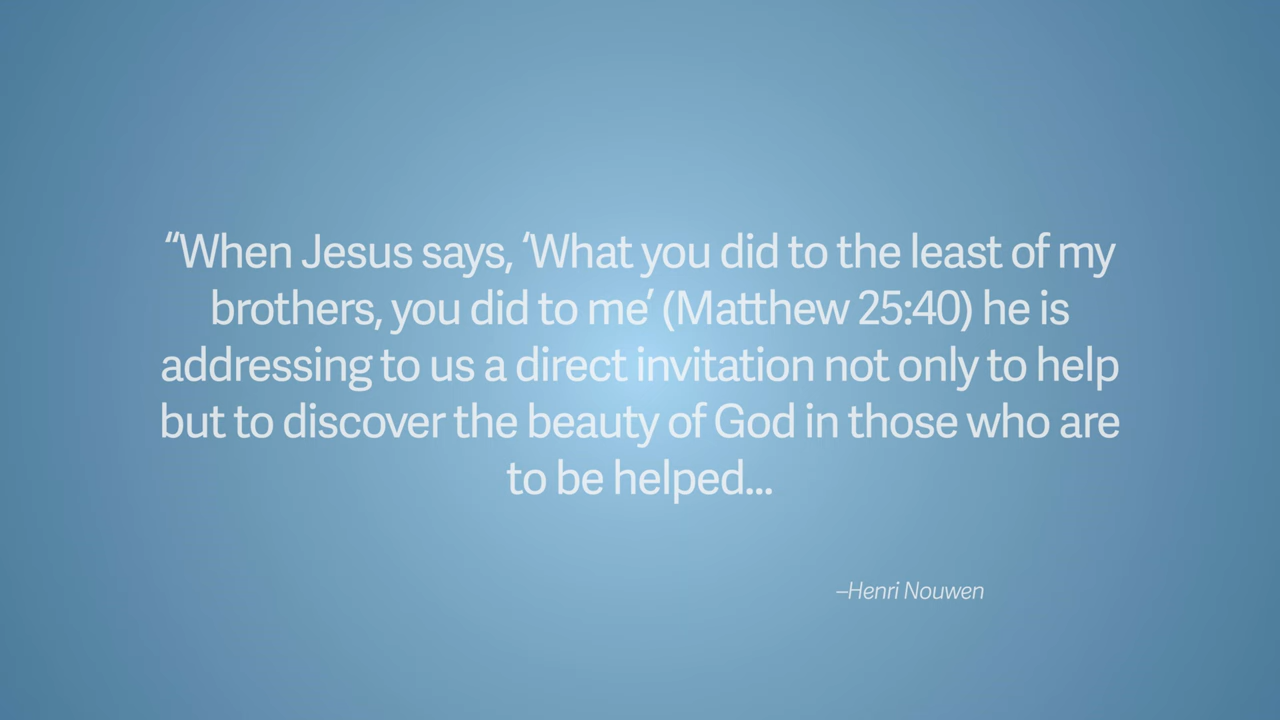 “When Jesus says, ‘What you did to the least of my
brothers, you did to me’ (Matthew 25:40) he is
addressing to us a direct invitation not only to help
but to discover the beauty of God in those who are
to be helped...
–Henri Nouwen